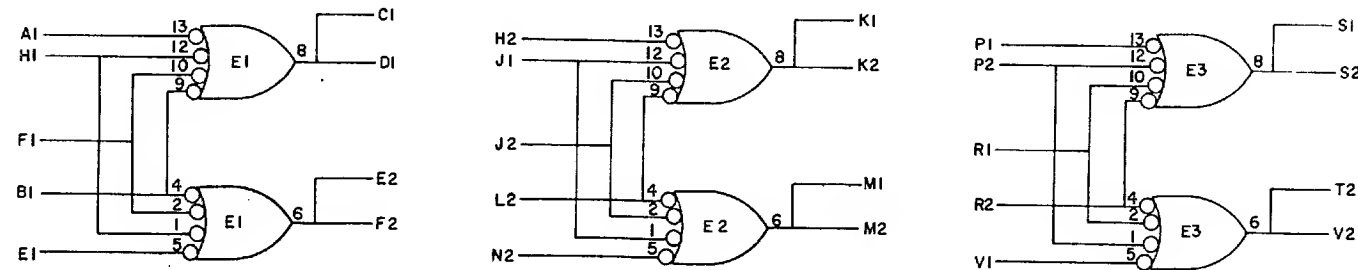 A1 13 C1
H1 12 E1 8 D1
10
9
F1
B1 4 E2
2 E1 6 F2
1
E1 5
H2 13 K1
J1 12 E2 8 K2
10
9
J2
L2 4 M1
2 E2 6 M2
1
N2 5
P1 13 S1
P2 12 E3 8 S2
10
9
R1
R2 4 T2
2 E3 6 V2
1
V1 5